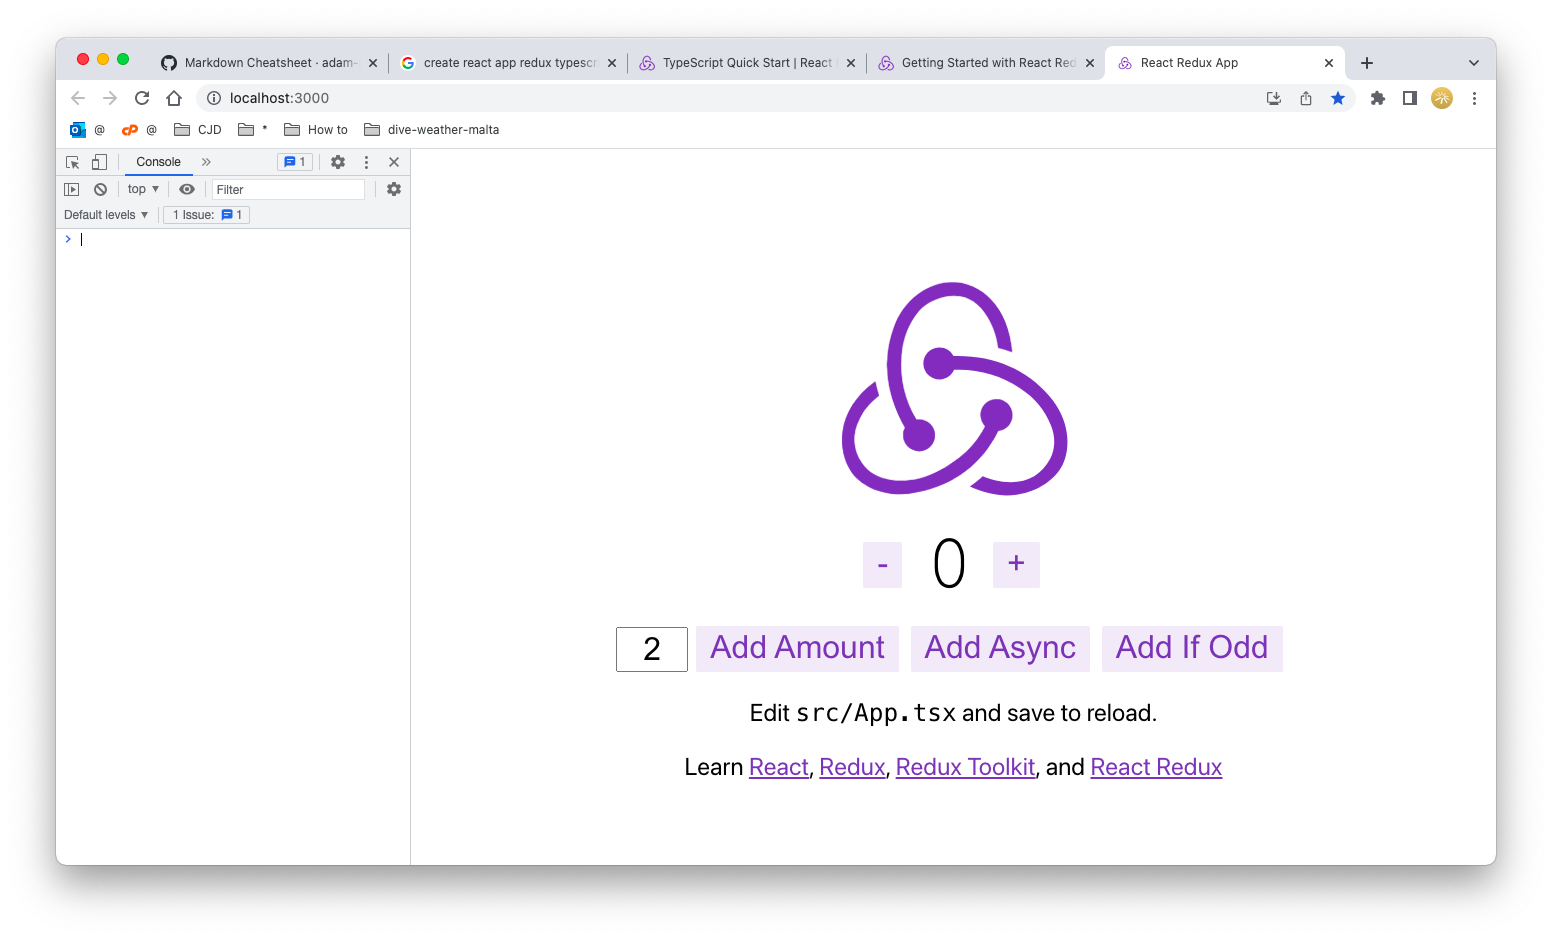 Markdown Cheatsheet · adam- create react app redux typescr TypeScript Quick Start | React Getting Started with React Red React Redux App
localhost:3000
@ @ CJD * How to dive-weather-malta
Console 1
top Filter
Default levels 1 Issue: 1
- 0 +
2 Add Amount Add Async Add If Odd
Edit src/App.tsx and save to reload.
Learn React, Redux, Redux Toolkit, and React Redux